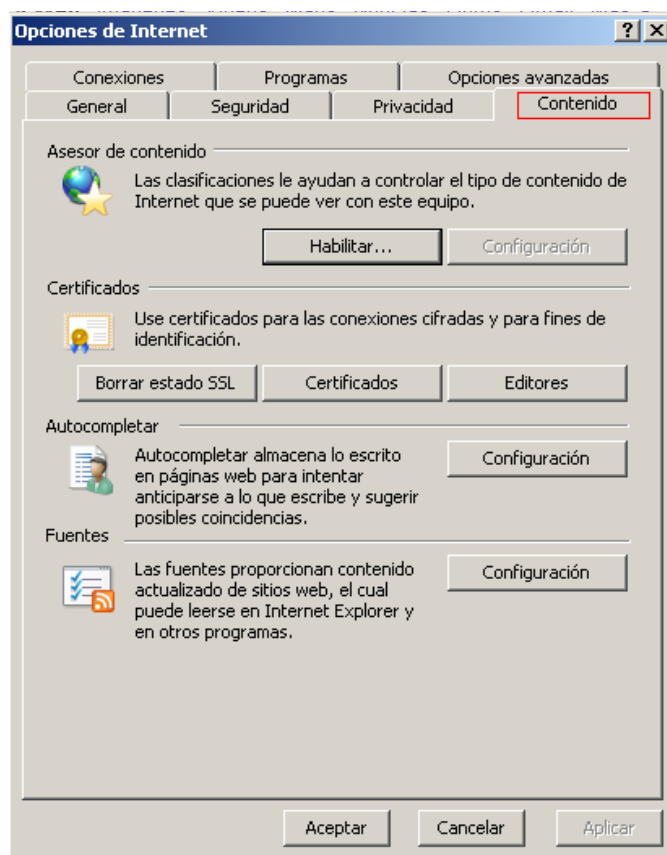 Opciones de Internet
Conexiones
Programas
Opciones avanzadas
General
Seguridad
Privacidad
Contenido
Asesor de contenido
Las clasificaciones le ayudan a controlar el tipo de contenido de
Internet que se puede ver con este equipo.
Habilitar...
Configuración
Certificados
Use certificados para las conexiones cifradas y para fines de
identificación.
Borrar estado SSL
Certificados
Editores
Autocompletar
Autocompletar almacena lo escrito
en páginas web para intentar
anticiparse a lo que escribe y sugerir
posibles coincidencias.
Configuración
Fuentes
Las fuentes proporcionan contenido
actualizado de sitios web, el cual
puede leerse en Internet Explorer y
en otros programas.
Configuración
Aceptar
Cancelar
Aplicar